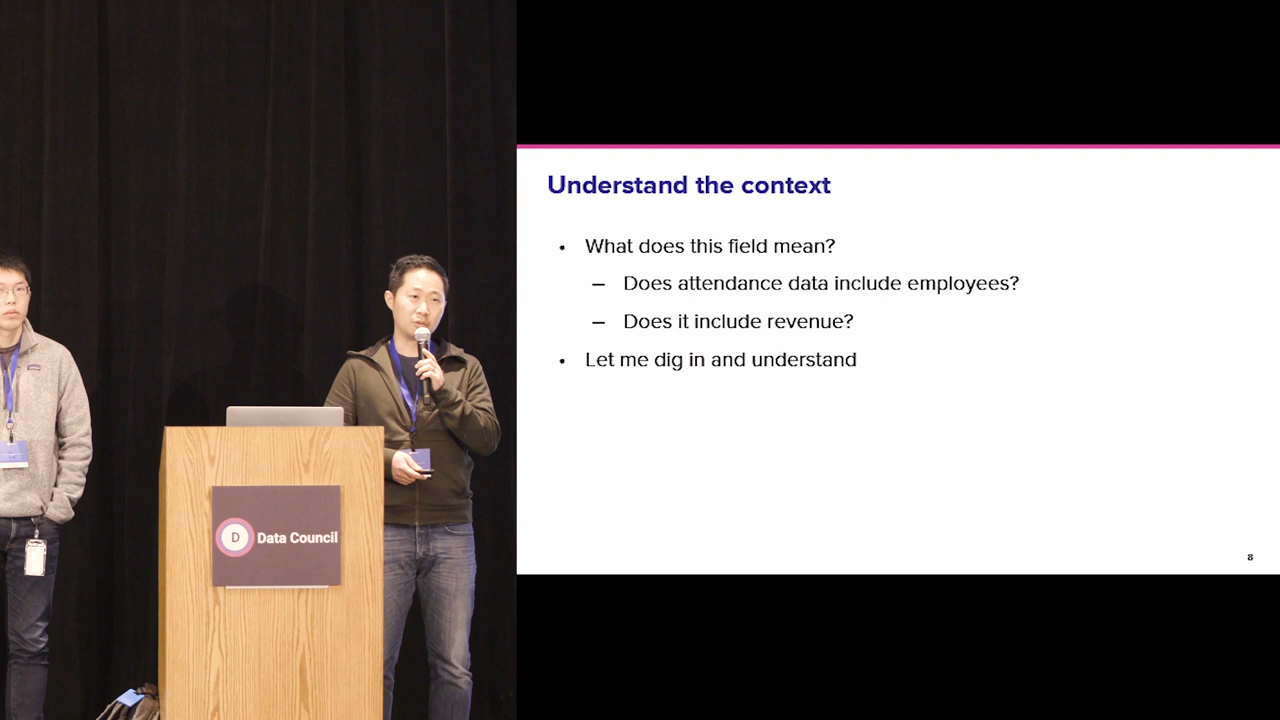 Understand the context
• What does this field mean?
– Does attendance data include employees?
– Does it include revenue?
• Let me dig in and understand
8
D Data Council